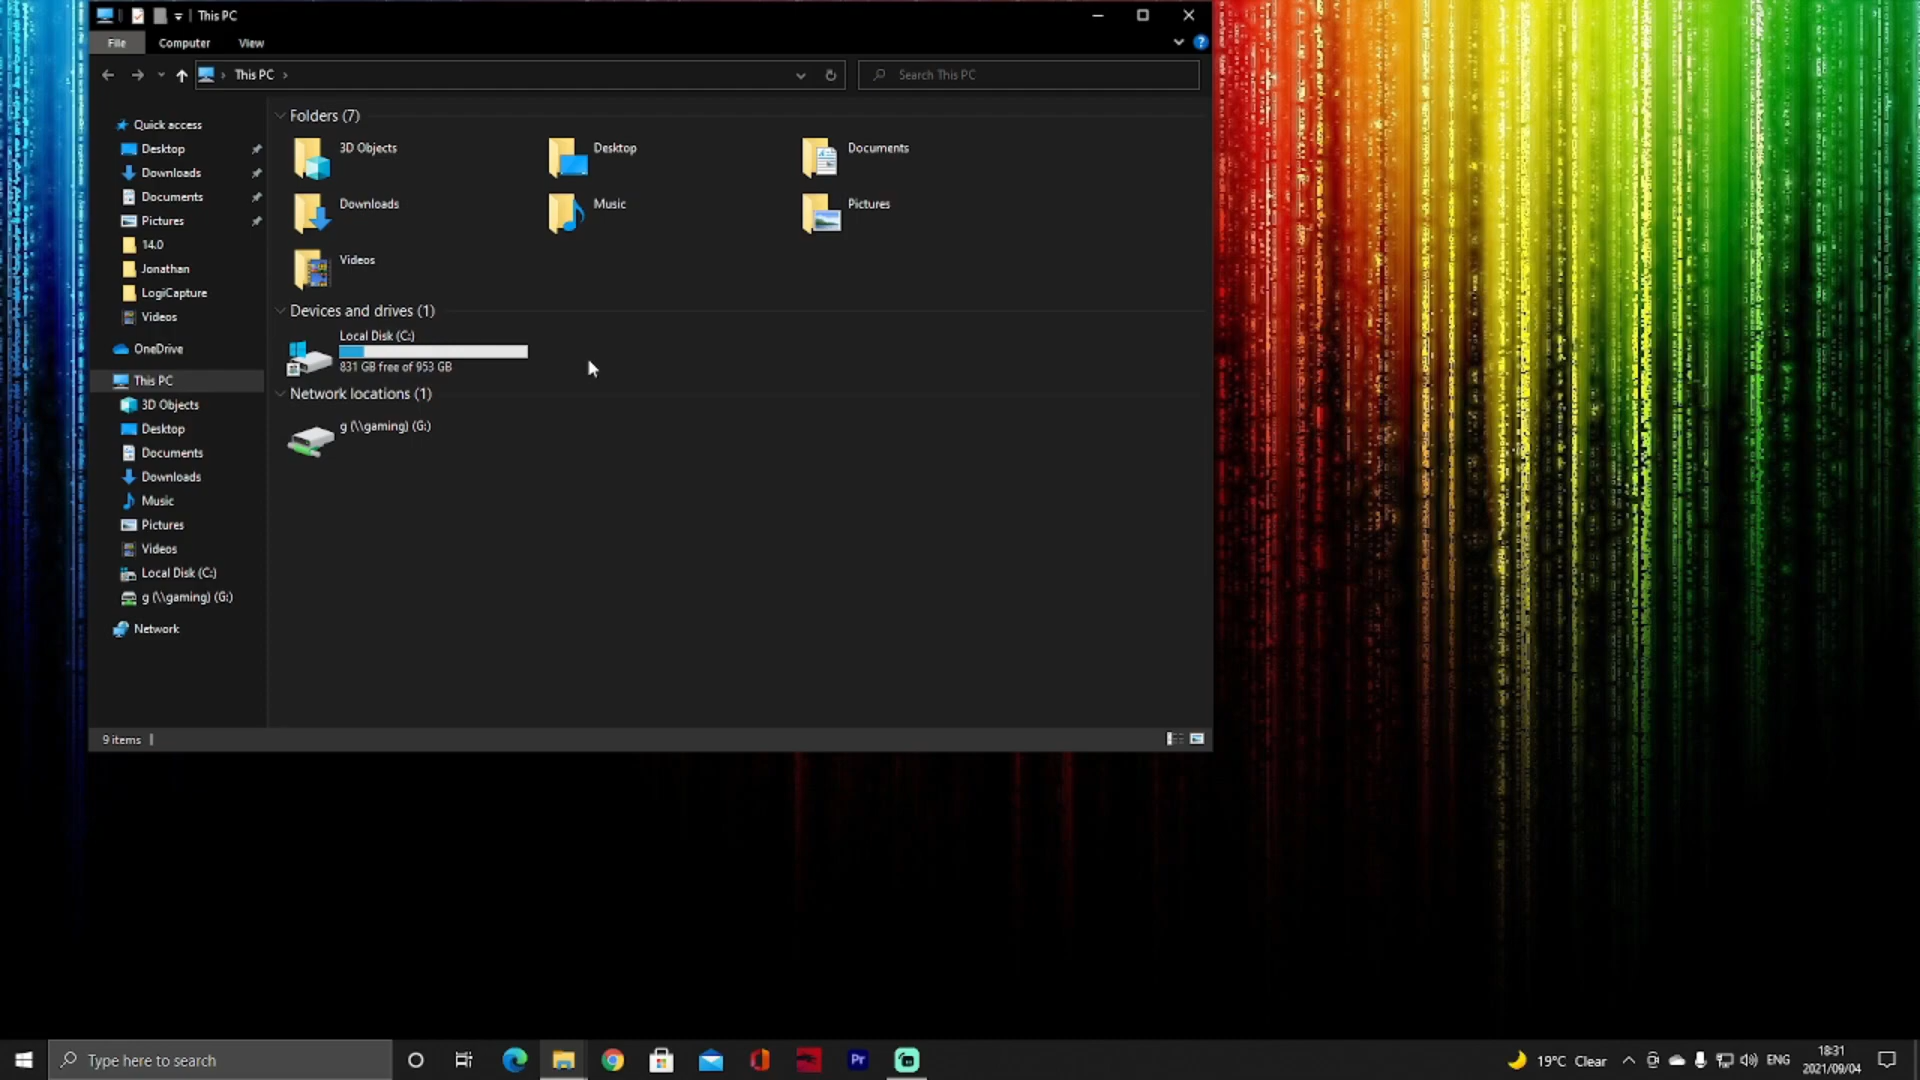 This PC
File Computer View
This PC
Search This PC
Quick access
Desktop
Downloads
Documents
Pictures
14.0
Jonathan
LogiCapture
Videos
OneDrive
This PC
3D Objects
Desktop
Documents
Downloads
Music
Pictures
Videos
Local Disk (C:)
g (\\gaming) (G:)
Network
Folders (7)
3D Objects
Desktop
Documents
Downloads
Music
Pictures
Videos
Devices and drives (1)
Local Disk (C:)
831 GB free of 953 GB
Network locations (1)
g (\\gaming) (G:)
9 items
Type here to search
Pr
19°C Clear
ENG
18:31
2021/09/04